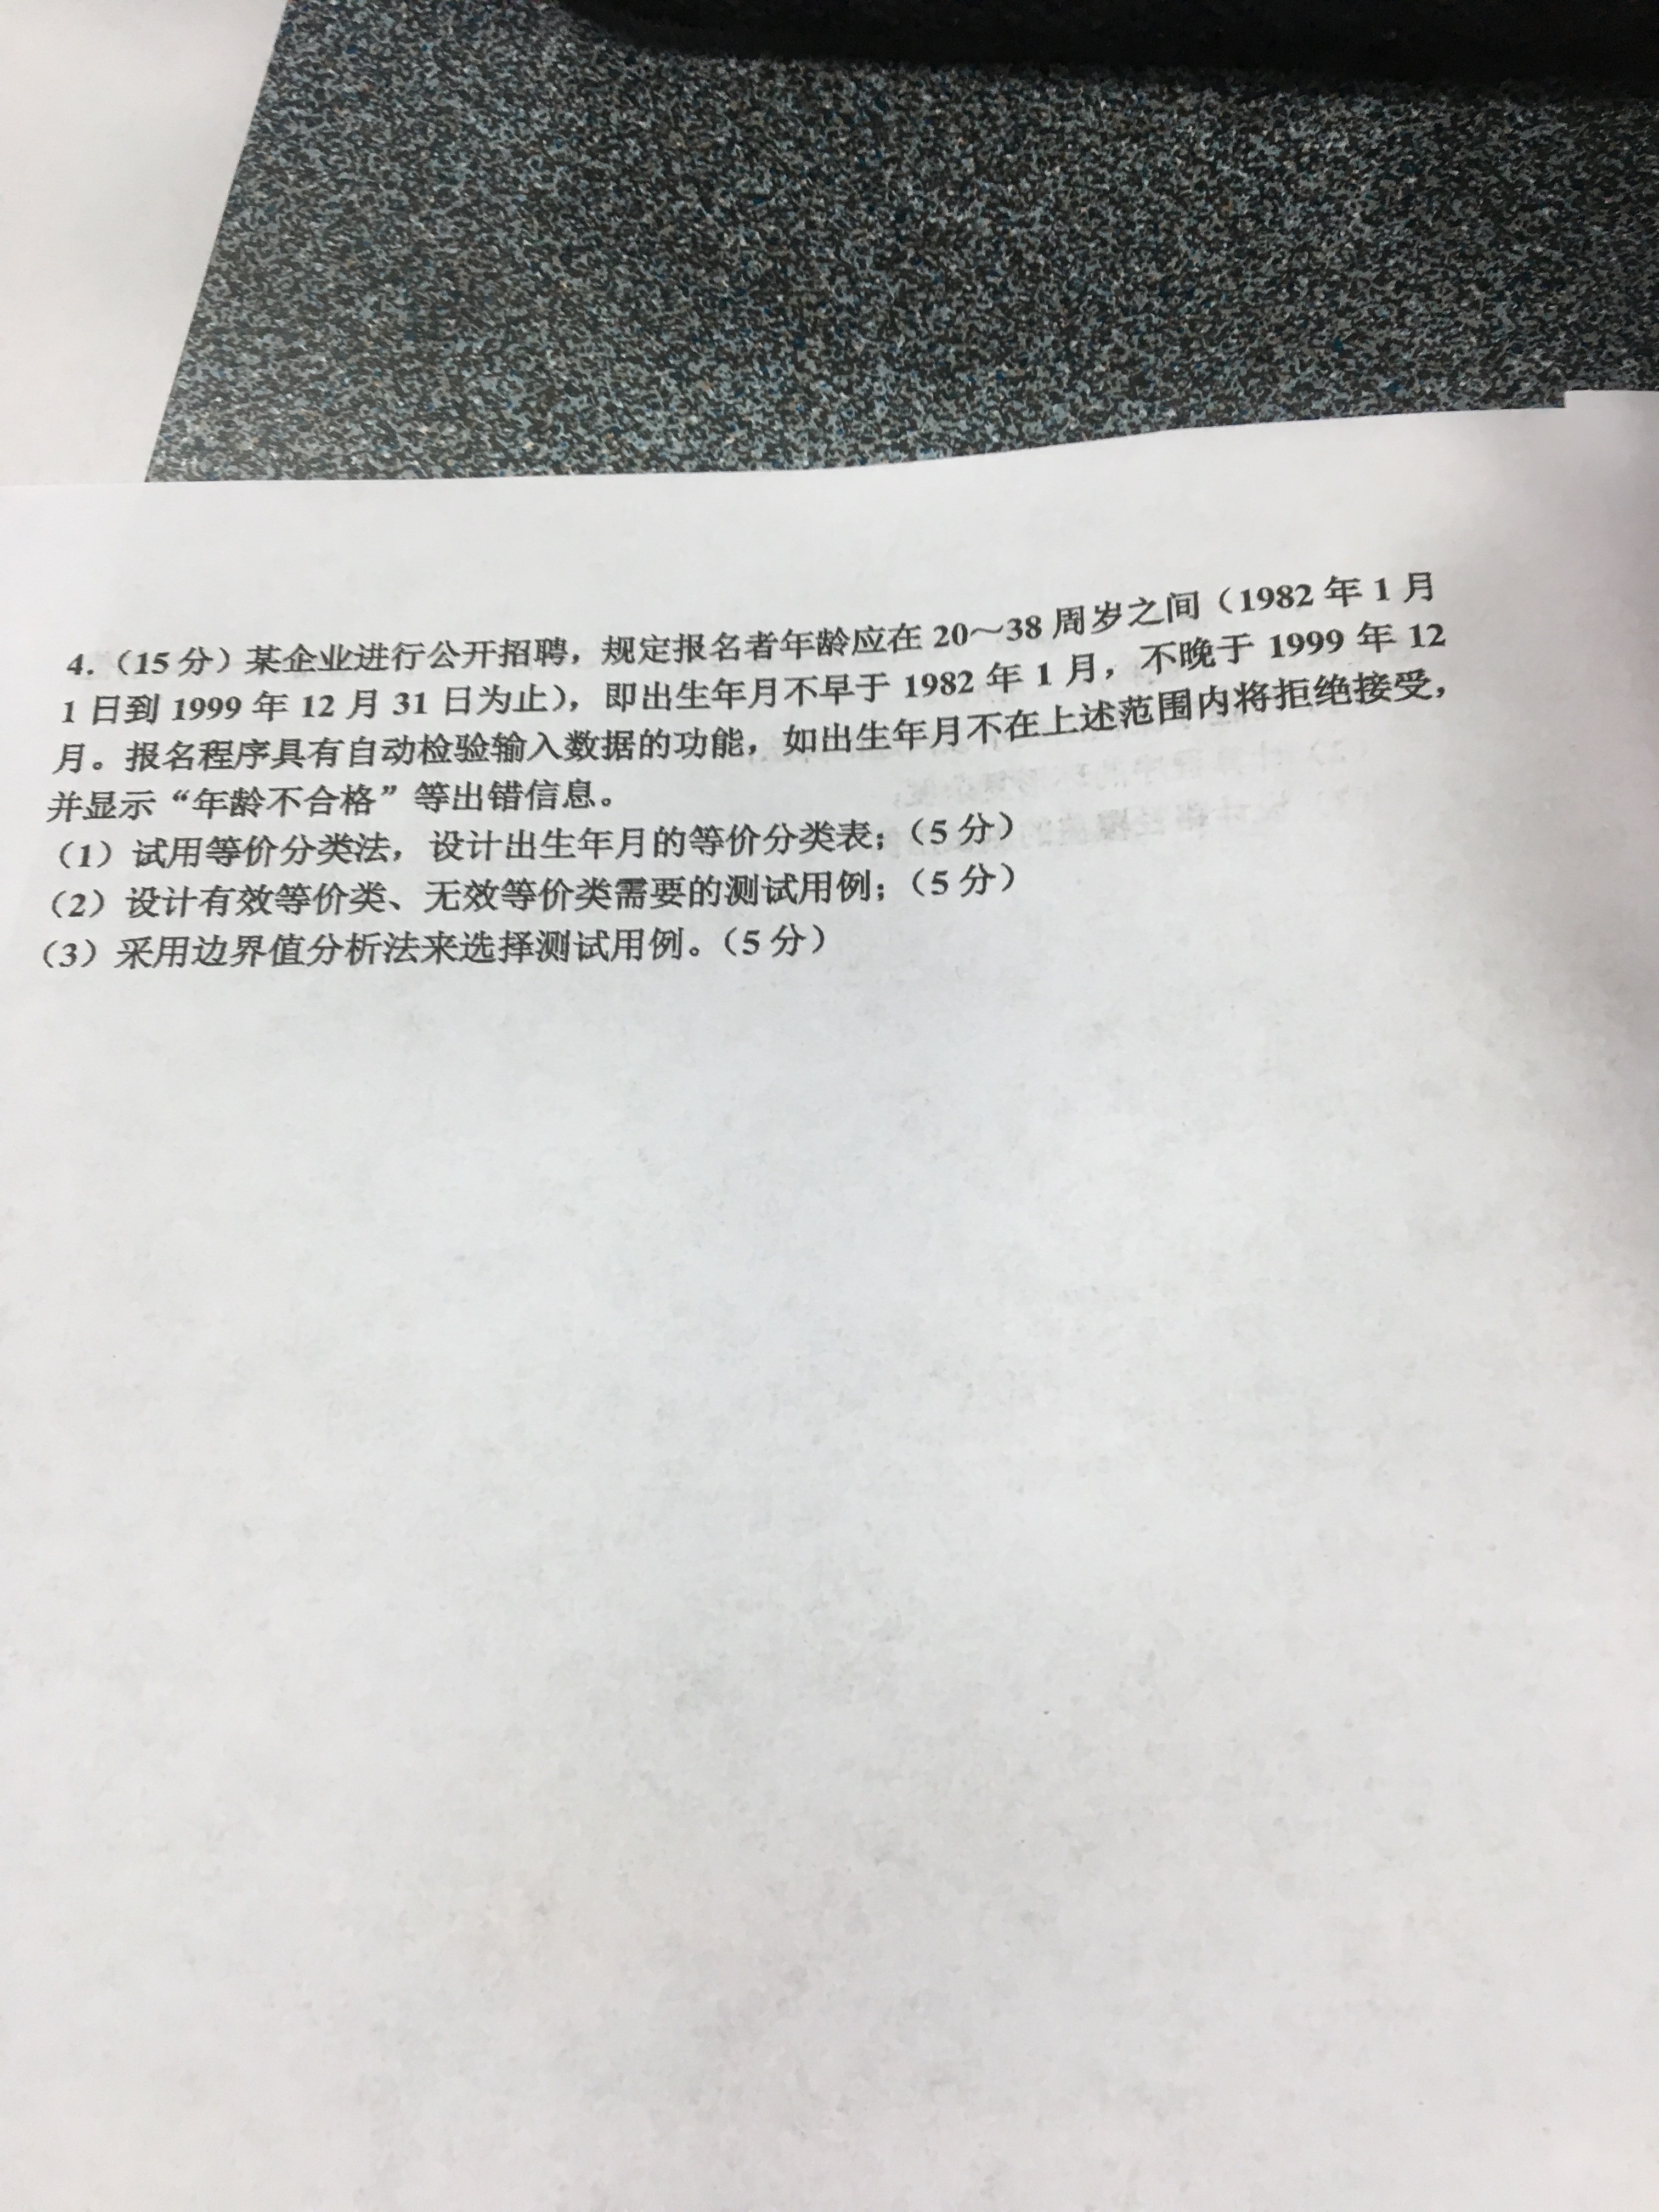 4.（15 分）某企业进行公开招聘，规定报名者年龄应在 20～38 周岁之间（1982 年 1 月
1 日到 1999 年 12 月 31 日为止），即出生年月不早于 1982 年 1 月，不晚于 1999 年 12
月。报名程序具有自动检验输入数据的功能，如出生年月不在上述范围内将拒绝接受，
并显示“年龄不合格”等出错信息。
（1）试用等价分类法，设计出生年月的等价分类表；（5 分）
（2）设计有效等价类、无效等价类需要的测试用例；（5 分）
（3）采用边界值分析法来选择测试用例。（5 分）